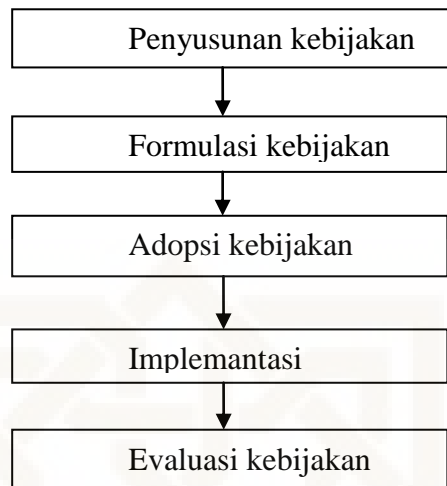 Penyusunan kebijakan
Formulasi kebijakan
Adopsi kebijakan
Implemantasi
Evaluasi kebijakan